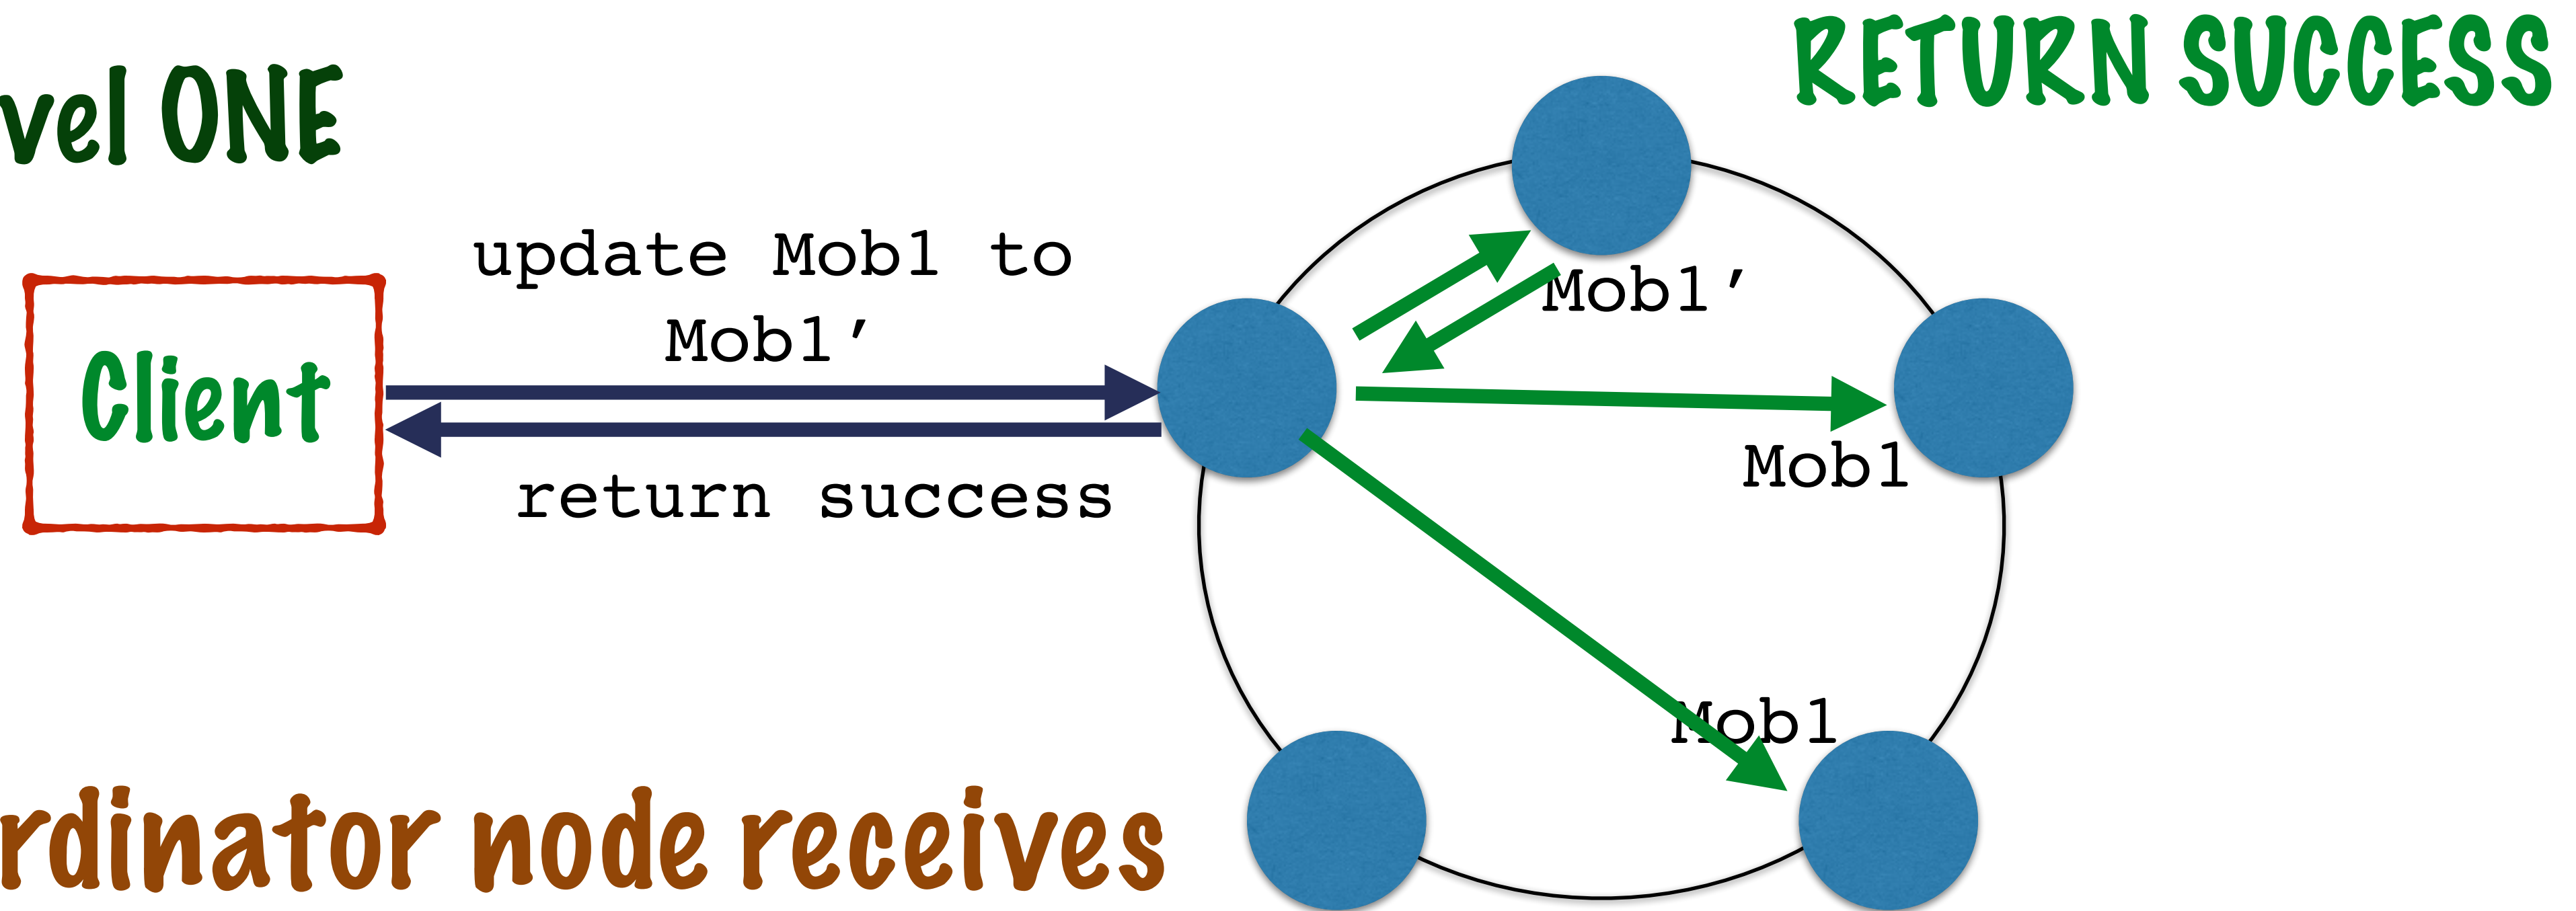 RETURN SUCCESS
vel ONE
update Mob1 to
Mob1’
Client
return success
Mob1’
Mob1
Mob1
rdinator node receives